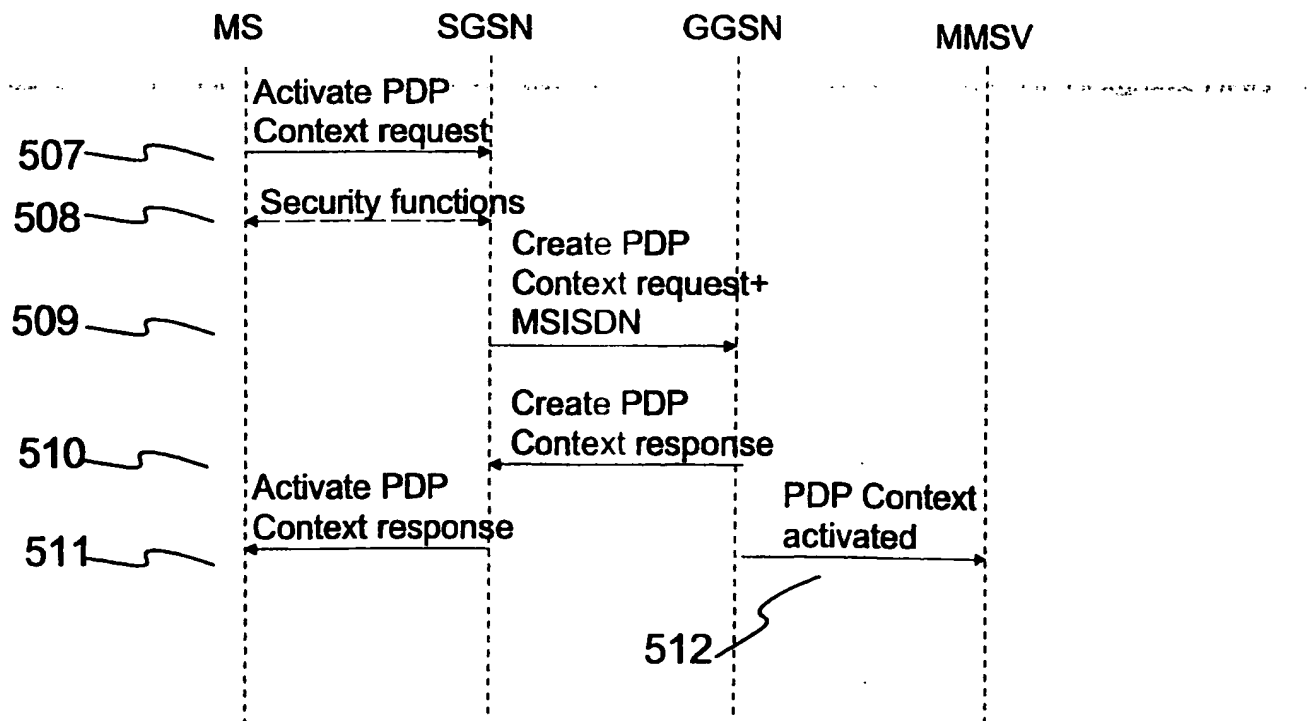 MS SGSN GGSN MMSV
Activate PDP
Context request
507
Security functions
508
Create PDP
Context request+
MSISDN
509
Create PDP
Context response
510
Activate PDP
Context response
511
PDP Context
activated
512